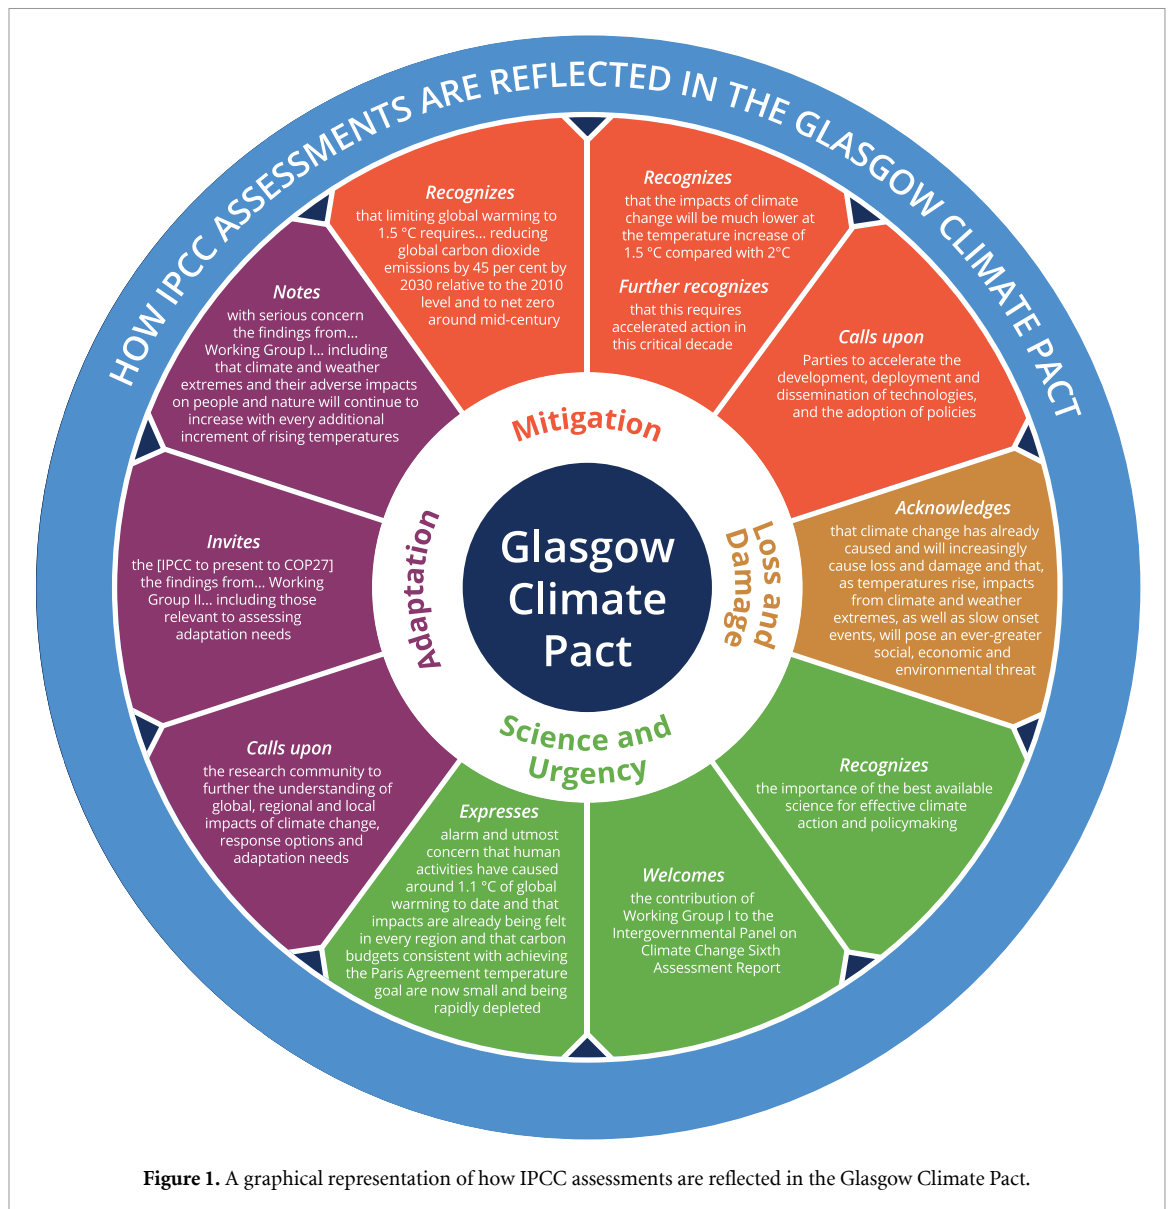 HOW IPCC ASSESSMENTS ARE REFLECTED IN THE GLASGOW CLIMATE PACT
Recognizes
that limiting global warming to
1.5 °C requires... reducing
global carbon dioxide
emissions by 45 per cent by
2030 relative to the 2010
level and to net zero
around mid-century
Recognizes
that the impacts of climate
change will be much lower at
the temperature increase of
1.5 °C compared with 2°C
Further recognizes
that this requires
accelerated action in
this critical decade
Calls upon
Parties to accelerate the
development, deployment and
dissemination of technologies,
and the adoption of policies
Acknowledges
that climate change has already
caused and will increasingly
cause loss and damage and that,
as temperatures rise, impacts
from climate and weather
extremes, as well as slow onset
events, will pose an ever-greater
social, economic and
environmental threat
Recognizes
the importance of the best available
science for effective climate
action and policymaking
Welcomes
the contribution of
Working Group I to the
Intergovernmental Panel on
Climate Change Sixth
Assessment Report
Expresses
alarm and utmost
concern that human
activities have caused
around 1.1 °C of global
warming to date and that
impacts are already being felt
in every region and that carbon
budgets consistent with achieving
the Paris Agreement temperature
goal are now small and being
rapidly depleted
Calls upon
the research community to
further the understanding of
global, regional and local
impacts of climate change,
response options and
adaptation needs
Invites
the [IPCC to present to COP27]
the findings from... Working
Group II... including those
relevant to assessing
adaptation needs
Notes
with serious concern
the findings from...
Working Group I... including
that climate and weather
extremes and their adverse impacts
on people and nature will continue to
increase with every additional
increment of rising temperatures
Mitigation
Loss and
Damage
Science and
Urgency
Adaptation
Glasgow
Climate
Pact
Figure 1. A graphical representation of how IPCC assessments are reflected in the Glasgow Climate Pact.